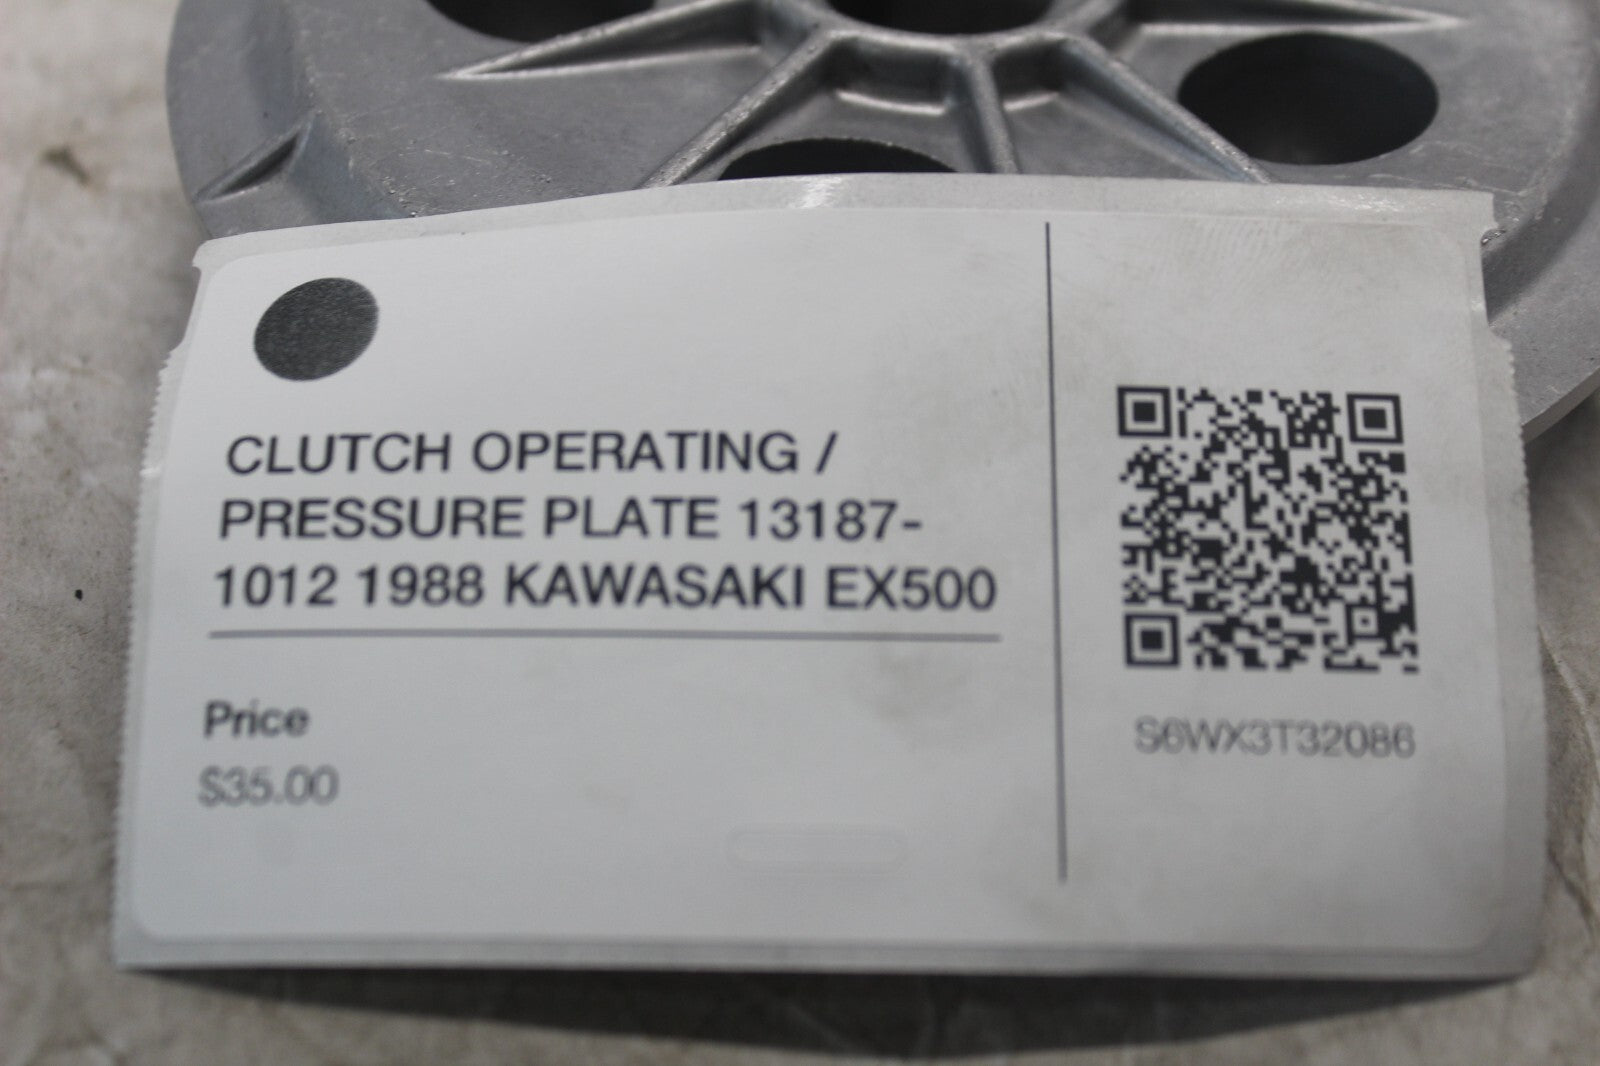 CLUTCH OPERATING /
PRESSURE PLATE 13187-
1012 1988 KAWASAKI EX500
Price
$35.00
S6WX3T32086